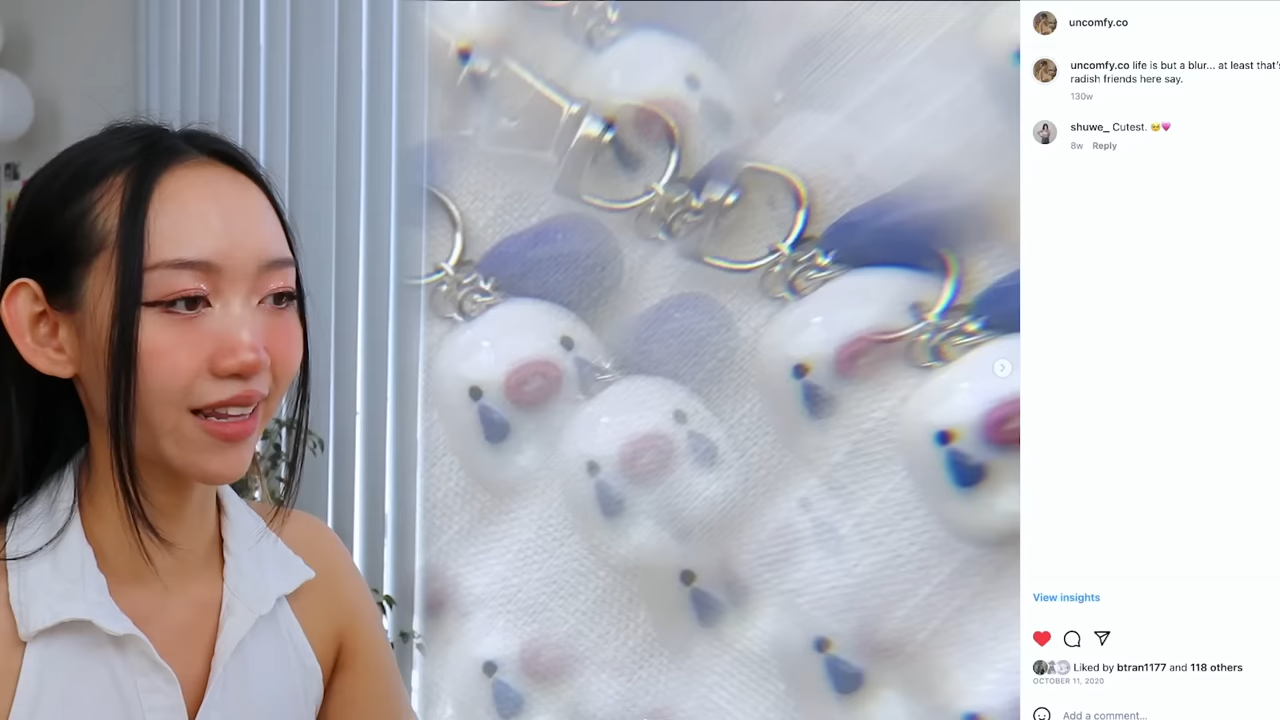 uncomfy.co
uncomfy.co life is but a blur... at least that's
radish friends here say.
130w
shuwe_ Cutest. 🥹💗
8w Reply
View insights
Liked by btran1177 and 118 others
OCTOBER 11, 2020
Add a comment...